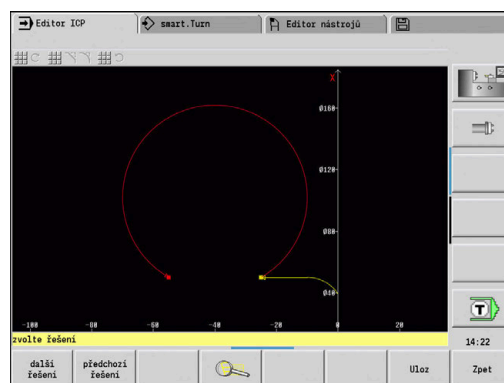 Editor ICP
smart.Turn
Editor nástrojů
X
Ø160
Ø120
Ø80
Ø40
-100 -80 -60 -40 -20 0 20
zvolte řešení
T
14:22
další řešení
předchozí řešení
Uloz
Zpet